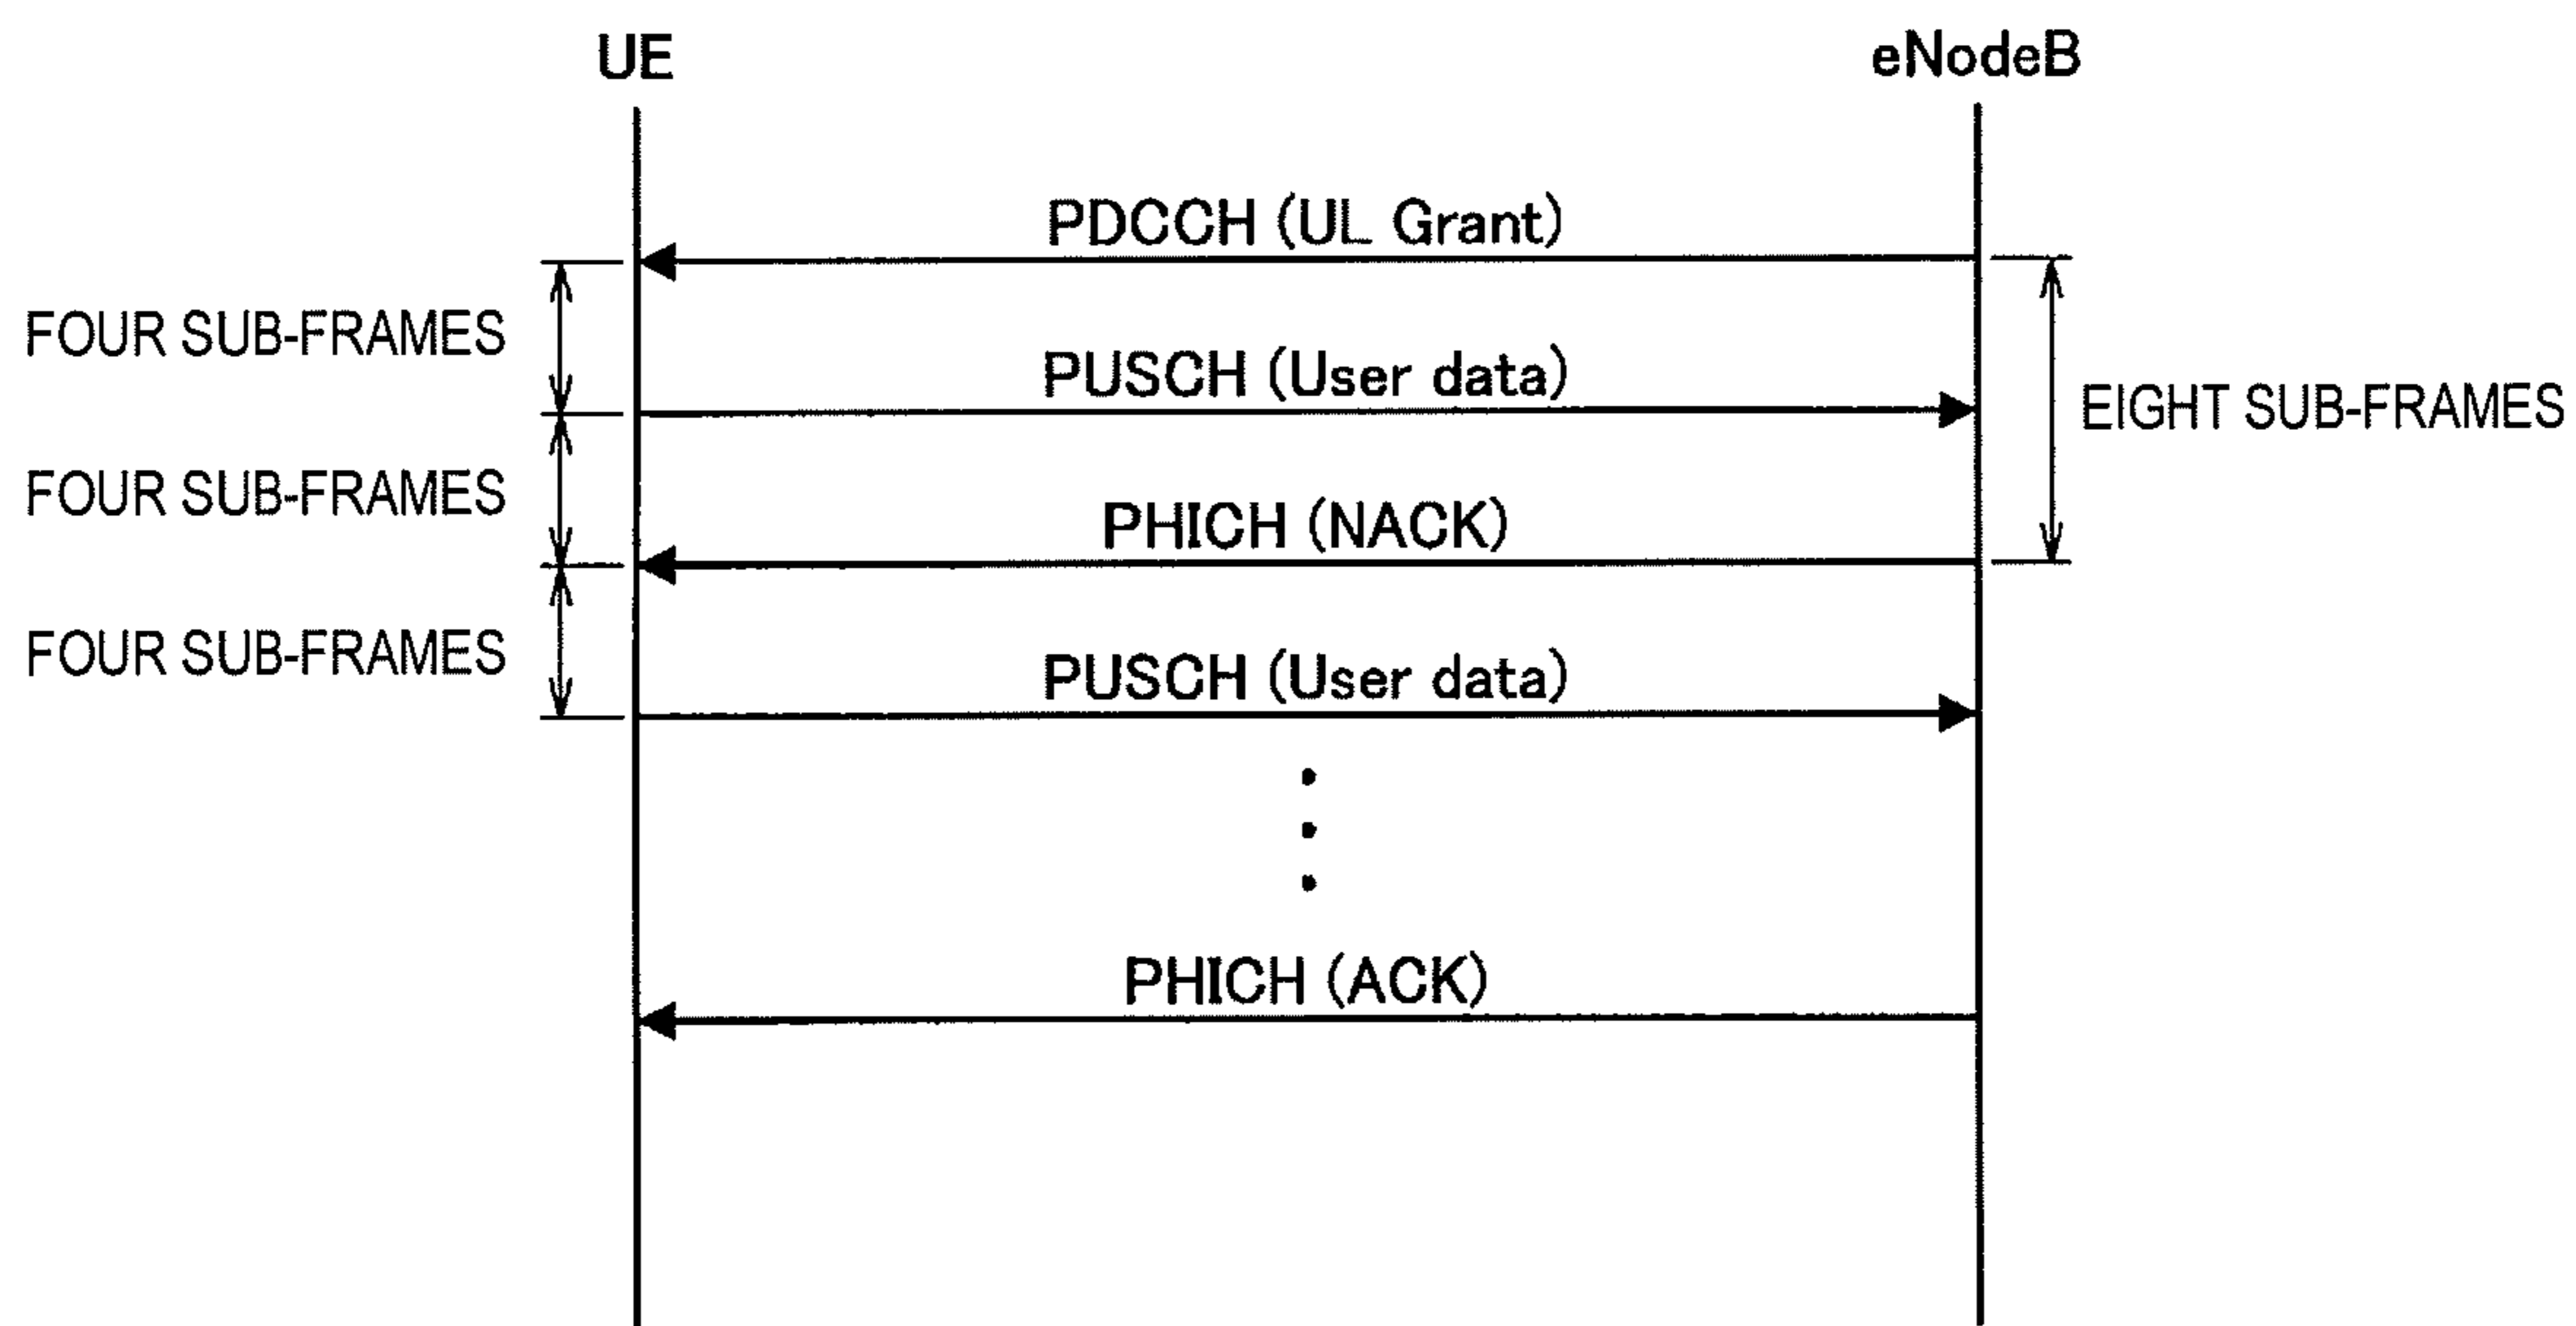 UE
eNodeB
PDCCH (UL Grant)
FOUR SUB-FRAMES
PUSCH (User data)
EIGHT SUB-FRAMES
FOUR SUB-FRAMES
PHICH (NACK)
FOUR SUB-FRAMES
PUSCH (User data)
PHICH (ACK)